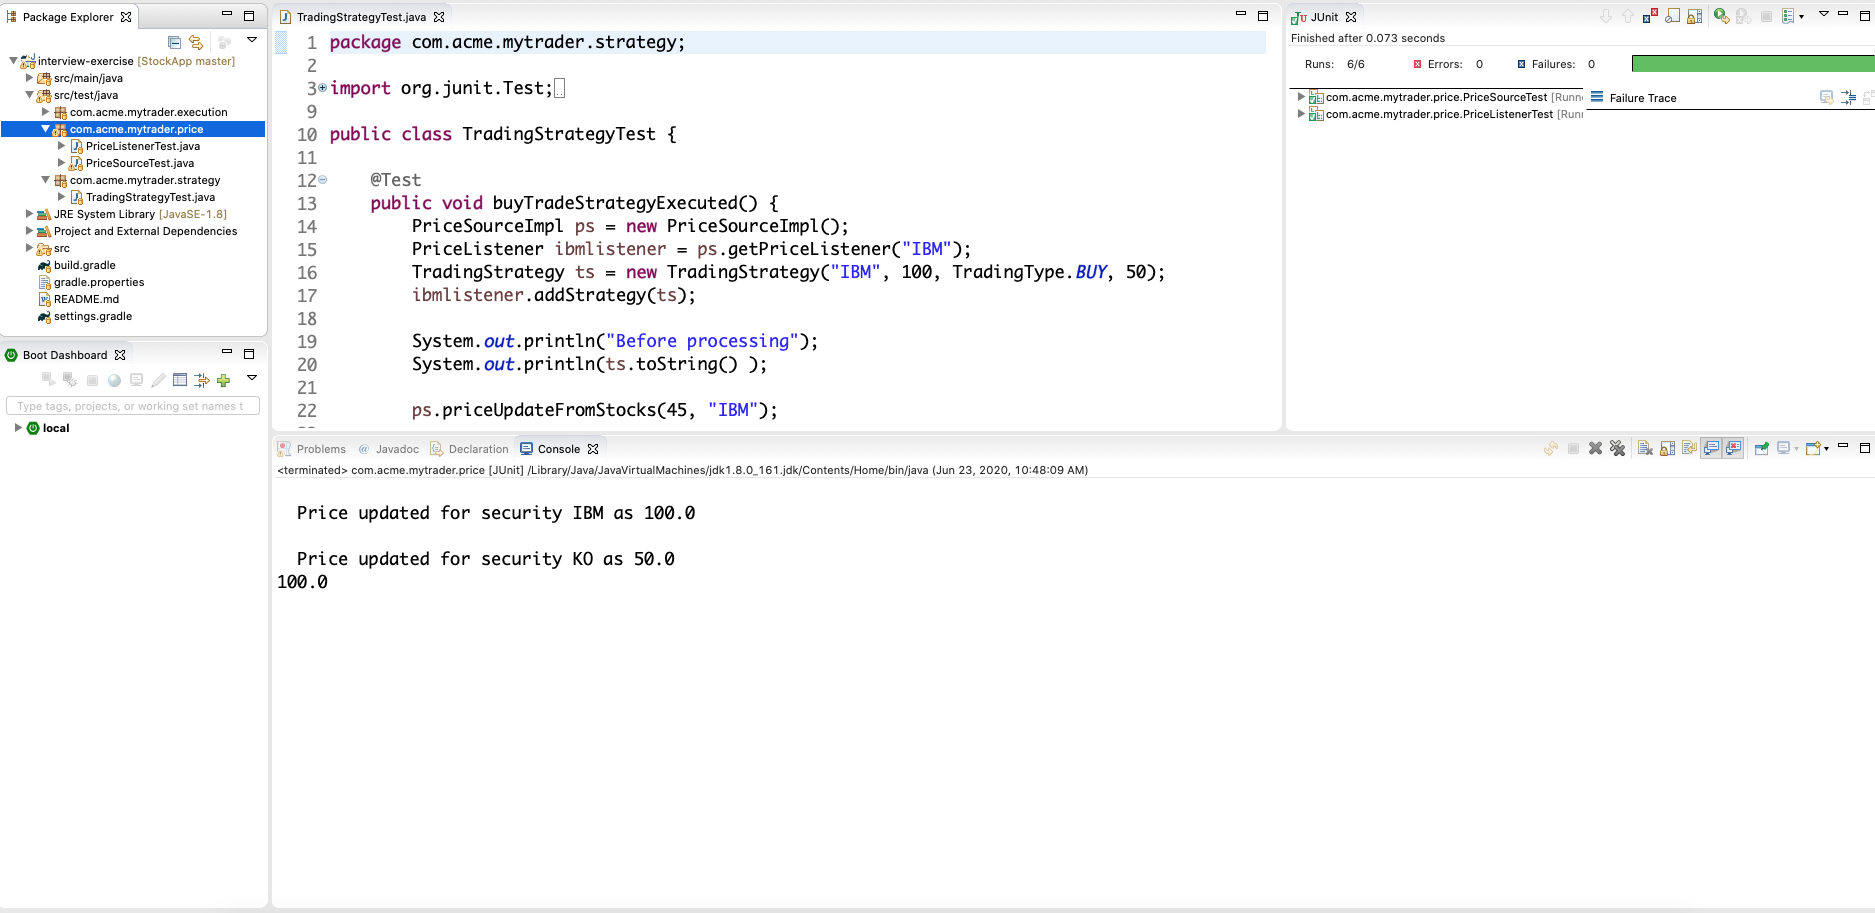 Package Explorer
interview-exercise [StockApp master]
src/main/java
src/test/java
com.acme.mytrader.execution
com.acme.mytrader.price
PriceListenerTest.java
PriceSourceTest.java
com.acme.mytrader.strategy
TradingStrategyTest.java
JRE System Library [JavaSE-1.8]
Project and External Dependencies
src
build.gradle
gradle.properties
README.md
settings.gradle
Boot Dashboard
Type tags, projects, or working set names t
local
TradingStrategyTest.java
1 package com.acme.mytrader.strategy;
2
3 import org.junit.Test;
9
10 public class TradingStrategyTest {
11
12 @Test
13 public void buyTradeStrategyExecuted() {
14 PriceSourceImpl ps = new PriceSourceImpl();
15 PriceListener ibmlistener = ps.getPriceListener("IBM");
16 TradingStrategy ts = new TradingStrategy("IBM", 100, TradingType.BUY, 50);
17 ibmlistener.addStrategy(ts);
18
19 System.out.println("Before processing");
20 System.out.println(ts.toString() );
21
22 ps.priceUpdateFromStocks(45, "IBM");
JUnit
Finished after 0.073 seconds
Runs: 6/6 Errors: 0 Failures: 0
com.acme.mytrader.price.PriceSourceTest [Runn
com.acme.mytrader.price.PriceListenerTest [Run
Failure Trace
Problems @ Javadoc Declaration Console
<terminated> com.acme.mytrader.price [JUnit] /Library/Java/JavaVirtualMachines/jdk1.8.0_161.jdk/Contents/Home/bin/java (Jun 23, 2020, 10:48:09 AM)
Price updated for security IBM as 100.0
Price updated for security KO as 50.0
100.0